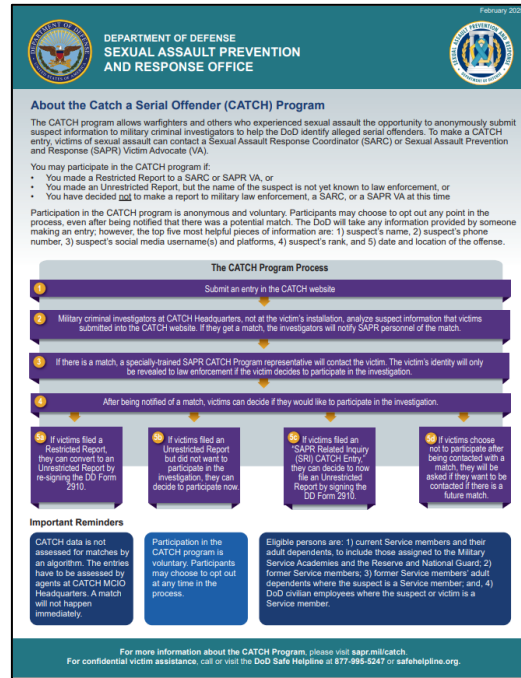 February 2025
DEPARTMENT OF DEFENSE
SEXUAL ASSAULT PREVENTION
AND RESPONSE OFFICE
About the Catch a Serial Offender (CATCH) Program
The CATCH program allows warfighters and others who experienced sexual assault the opportunity to anonymously submit
suspect information to military criminal investigators to help the DoD identify alleged serial offenders. To make a CATCH
entry, victims of sexual assault can contact a Sexual Assault Response Coordinator (SARC) or Sexual Assault Prevention
and Response (SAPR) Victim Advocate (VA).
You may participate in the CATCH program if:
• You made a Restricted Report to a SARC or SAPR VA, or
• You made an Unrestricted Report, but the name of the suspect is not yet known to law enforcement, or
• You have decided not to make a report to military law enforcement, a SARC, or a SAPR VA at this time
Participation in the CATCH program is anonymous and voluntary. Participants may choose to opt out any point in the
process, even after being notified that there was a potential match. The DoD will take any information provided by someone
making an entry; however, the top five most helpful pieces of information are: 1) suspect's name, 2) suspect's phone
number, 3) suspect's social media username(s) and platforms, 4) suspect's rank, and 5) date and location of the offense.
The CATCH Program Process
1 Submit an entry in the CATCH website
2 Military criminal investigators at CATCH Headquarters, not at the victim's installation, analyze suspect information that victims
submitted into the CATCH website. If they get a match, the investigators will notify SAPR personnel of the match.
3 If there is a match, a specially-trained SAPR CATCH Program representative will contact the victim. The victim's identity will only
be revealed to law enforcement if the victim decides to participate in the investigation.
4 After being notified of a match, victims can decide if they would like to participate in the investigation.
5a If victims filed a
Restricted Report,
they can convert to an
Unrestricted Report by
re-signing the DD Form
2910.
5b If victims filed an
Unrestricted Report
but did not want to
participate in the
investigation, they can
decide to participate now.
5c If victims filed an
"SAPR Related Inquiry
(SRI) CATCH Entry,"
they can decide to now
file an Unrestricted
Report by signing the
DD Form 2910.
5d If victims choose
not to participate after
being contacted with a
match, they will be
asked if they want to be
contacted if there is a
future match.
Important Reminders
CATCH data is not
assessed for matches by
an algorithm. The entries
have to be assessed by
agents at CATCH MCIO
Headquarters. A match
will not happen
immediately.
Participation in the
CATCH program is
voluntary. Participants
may choose to opt out
at any time in the
process.
Eligible persons are: 1) current Service members and their
adult dependents, to include those assigned to the Military
Service Academies and the Reserve and National Guard; 2)
former Service members; 3) former Service members' adult
dependents where the suspect is a Service member; and, 4)
DoD civilian employees where the suspect or victim is a
Service member.
For more information about the CATCH Program, please visit sapr.mil/catch.
For confidential victim assistance, call or visit the DoD Safe Helpline at 877-995-5247 or safehelpline.org.